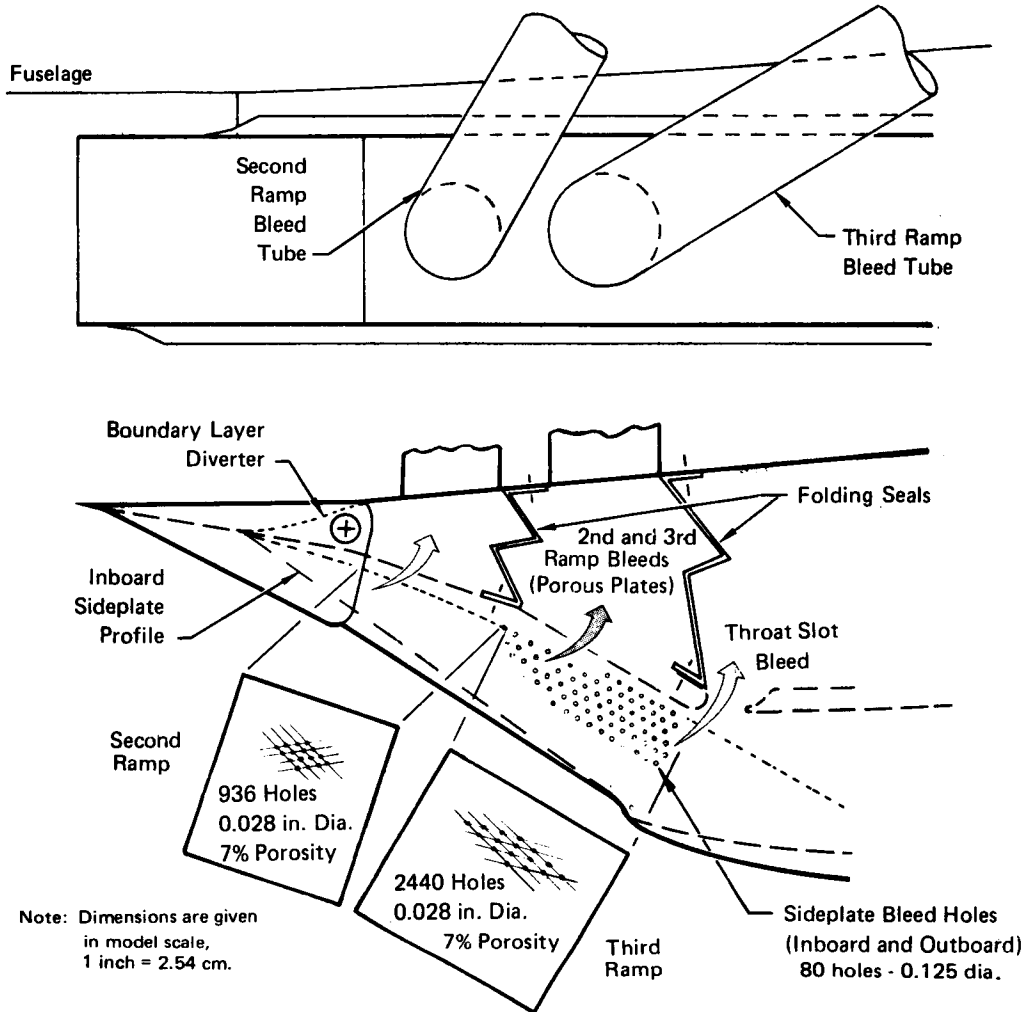 Fuselage
Second
Ramp
Bleed
Tube
Third Ramp
Bleed Tube
Boundary Layer
Diverter
Folding Seals
2nd and 3rd
Ramp Bleeds
(Porous Plates)
Inboard
Sideplate
Profile
Throat Slot
Bleed
Second
Ramp
936 Holes
0.028 in. Dia.
7% Porosity
2440 Holes
0.028 in. Dia.
7% Porosity
Third
Ramp
Note: Dimensions are given
in model scale,
1 inch = 2.54 cm.
Sideplate Bleed Holes
(Inboard and Outboard)
80 holes - 0.125 dia.